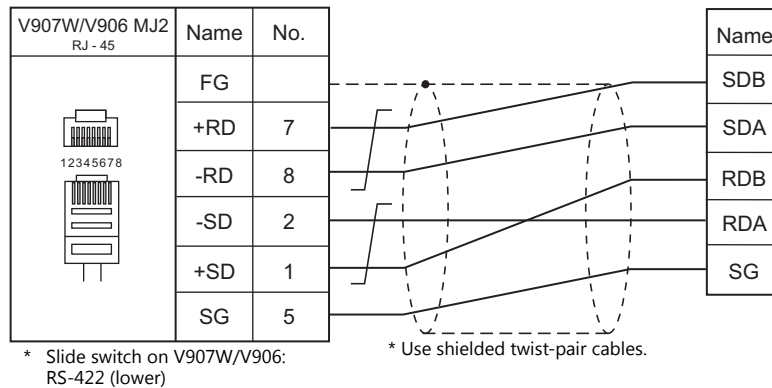 V907W/V906 MJ2 Name No. Name
RJ - 45
FG SDB
+RD 7 SDA
12345678
-RD 8 RDB
-SD 2 RDA
+SD 1 SG
SG 5
* Slide switch on V907W/V906:
RS-422 (lower)
* Use shielded twist-pair cables.